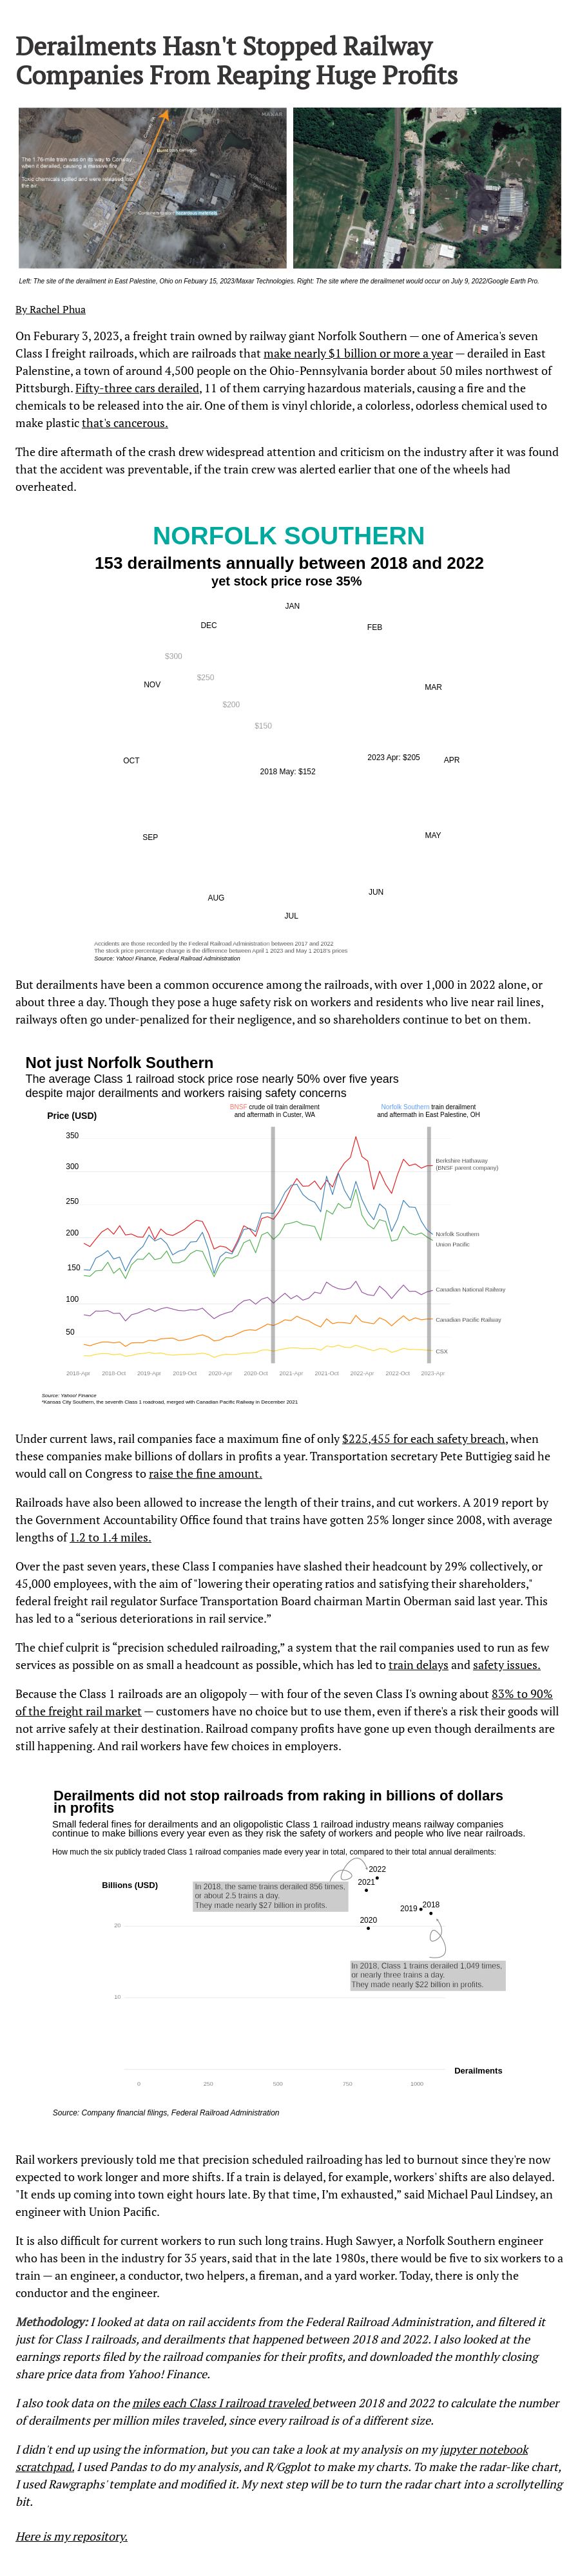 Derailments Hasn't Stopped Railway
Companies From Reaping Huge Profits
MAXAR
The 1.76-mile train was on its way to Conway
when it derailed, causing a massive fire.
Toxic chemicals spilled and were released into
the air.
hazardous materials
Left: The site of the derailment in East Palestine, Ohio on Febuary 15, 2023/Maxar Technologies. Right: The site where the derailmenet would occur on July 9, 2022/Google Earth Pro.
By Rachel Phua
On Feburary 3, 2023, a freight train owned by railway giant Norfolk Southern — one of America's seven
Class I freight railroads, which are railroads that make nearly $1 billion or more a year — derailed in East
Palenstine, a town of around 4,500 people on the Ohio-Pennsylvania border about 50 miles northwest of
Pittsburgh. Fifty-three cars derailed, 11 of them carrying hazardous materials, causing a fire and the
chemicals to be released into the air. One of them is vinyl chloride, a colorless, odorless chemical used to
make plastic that's cancerous.
The dire aftermath of the crash drew widespread attention and criticism on the industry after it was found
that the accident was preventable, if the train crew was alerted earlier that one of the wheels had
overheated.
NORFOLK SOUTHERN
153 derailments annually between 2018 and 2022
yet stock price rose 35%
JAN
DEC
FEB
$300
$250
NOV
MAR
$200
$150
2023 Apr: $205
OCT
APR
2018 May: $152
SEP
MAY
AUG
JUN
JUL
Accidents are those recorded by the Federal Railroad Administration between 2017 and 2022
The stock price percentage change is the difference between April 1 2023 and May 1 2018's prices
Source: Yahoo! Finance, Federal Railroad Administration
But derailments have been a common occurence among the railroads, with over 1,000 in 2022 alone, or
about three a day. Though they pose a huge safety risk on workers and residents who live near rail lines,
railways often go under-penalized for their negligence, and so shareholders continue to bet on them.
Not just Norfolk Southern
The average Class 1 railroad stock price rose nearly 50% over five years
despite major derailments and workers raising safety concerns
Price (USD)
BNSF crude oil train derailment
and aftermath in Custer, WA
Norfolk Southern train derailment
and aftermath in East Palestine, OH
350
300
250
200
150
100
50
Berkshire Hathaway
(BNSF parent company)
Norfolk Southern
Union Pacific
Canadian National Railway
Canadian Pacific Railway
CSX
2018-Apr 2018-Oct 2019-Apr 2019-Oct 2020-Apr 2020-Oct 2021-Apr 2021-Oct 2022-Apr 2022-Oct 2023-Apr
Source: Yahoo! Finance
*Kansas City Southern, the seventh Class 1 roadroad, merged with Canadian Pacific Railway in December 2021
Under current laws, rail companies face a maximum fine of only $225,455 for each safety breach, when
these companies make billions of dollars in profits a year. Transportation secretary Pete Buttigieg said he
would call on Congress to raise the fine amount.
Railroads have also been allowed to increase the length of their trains, and cut workers. A 2019 report by
the Government Accountability Office found that trains have gotten 25% longer since 2008, with average
lengths of 1.2 to 1.4 miles.
Over the past seven years, these Class I companies have slashed their headcount by 29% collectively, or
45,000 employees, with the aim of "lowering their operating ratios and satisfying their shareholders,"
federal freight rail regulator Surface Transportation Board chairman Martin Oberman said last year. This
has led to a “serious deteriorations in rail service.”
The chief culprit is “precision scheduled railroading,” a system that the rail companies used to run as few
services as possible on as small a headcount as possible, which has led to train delays and safety issues.
Because the Class 1 railroads are an oligopoly — with four of the seven Class I's owning about 83% to 90%
of the freight rail market — customers have no choice but to use them, even if there's a risk their goods will
not arrive safely at their destination. Railroad company profits have gone up even though derailments are
still happening. And rail workers have few choices in employers.
Derailments did not stop railroads from raking in billions of dollars
in profits
Small federal fines for derailments and an oligopolistic Class 1 railroad industry means railway companies
continue to make billions every year even as they risk the safety of workers and people who live near railroads.
How much the six publicly traded Class 1 railroad companies made every year in total, compared to their total annual derailments:
Billions (USD)
2022
2021
In 2018, the same trains derailed 856 times,
or about 2.5 trains a day.
They made nearly $27 billion in profits.
2019
2018
2020
20
In 2018, Class 1 trains derailed 1,049 times,
or nearly three trains a day.
They made nearly $22 billion in profits.
10
Derailments
0 250 500 750 1000
Source: Company financial filings, Federal Railroad Administration
Rail workers previously told me that precision scheduled railroading has led to burnout since they're now
expected to work longer and more shifts. If a train is delayed, for example, workers' shifts are also delayed.
"It ends up coming into town eight hours late. By that time, I’m exhausted,” said Michael Paul Lindsey, an
engineer with Union Pacific.
It is also difficult for current workers to run such long trains. Hugh Sawyer, a Norfolk Southern engineer
who has been in the industry for 35 years, said that in the late 1980s, there would be five to six workers to a
train — an engineer, a conductor, two helpers, a fireman, and a yard worker. Today, there is only the
conductor and the engineer.
Methodology: I looked at data on rail accidents from the Federal Railroad Administration, and filtered it
just for Class I railroads, and derailments that happened between 2018 and 2022. I also looked at the
earnings reports filed by the railroad companies for their profits, and downloaded the monthly closing
share price data from Yahoo! Finance.
I also took data on the miles each Class I railroad traveled between 2018 and 2022 to calculate the number
of derailments per million miles traveled, since every railroad is of a different size.
I didn't end up using the information, but you can take a look at my analysis on my jupyter notebook
scratchpad. I used Pandas to do my analysis, and R/Ggplot to make my charts. To make the radar-like chart,
I used Rawgraphs' template and modified it. My next step will be to turn the radar chart into a scrollytelling
bit.
Here is my repository.